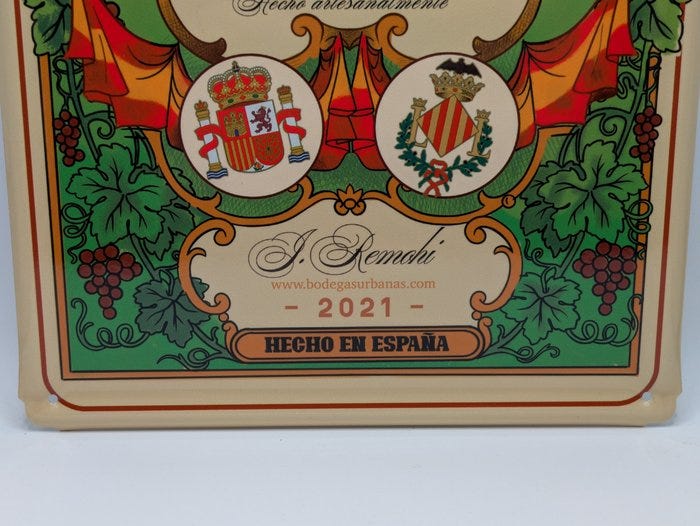 Hecho artesanalmente
J. Remohi
www.bodegasurbanas.com
- 2021 -
HECHO EN ESPAÑA